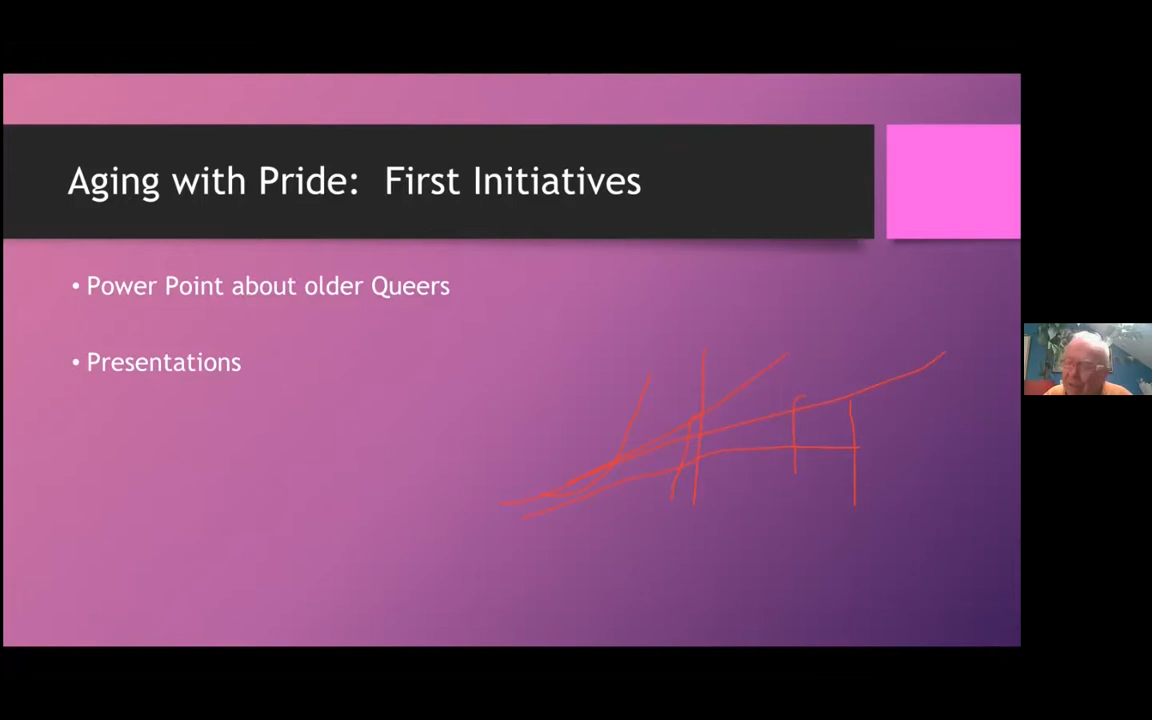 Aging with Pride:  First Initiatives
• Power Point about older Queers
• Presentations